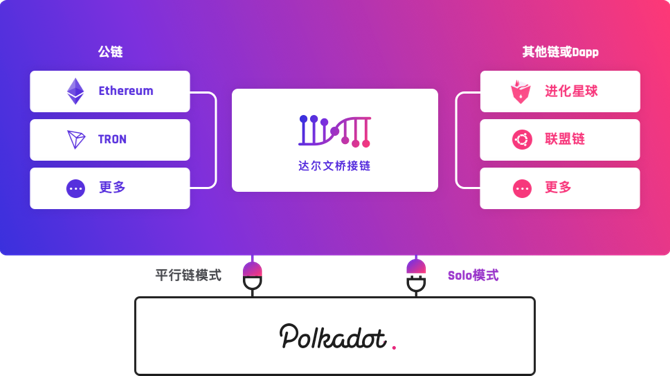 公链
Ethereum
TRON
更多
达尔文桥接链
其他链或Dapp
进化星球
联盟链
更多
平行链模式
Solo模式
Polkadot.